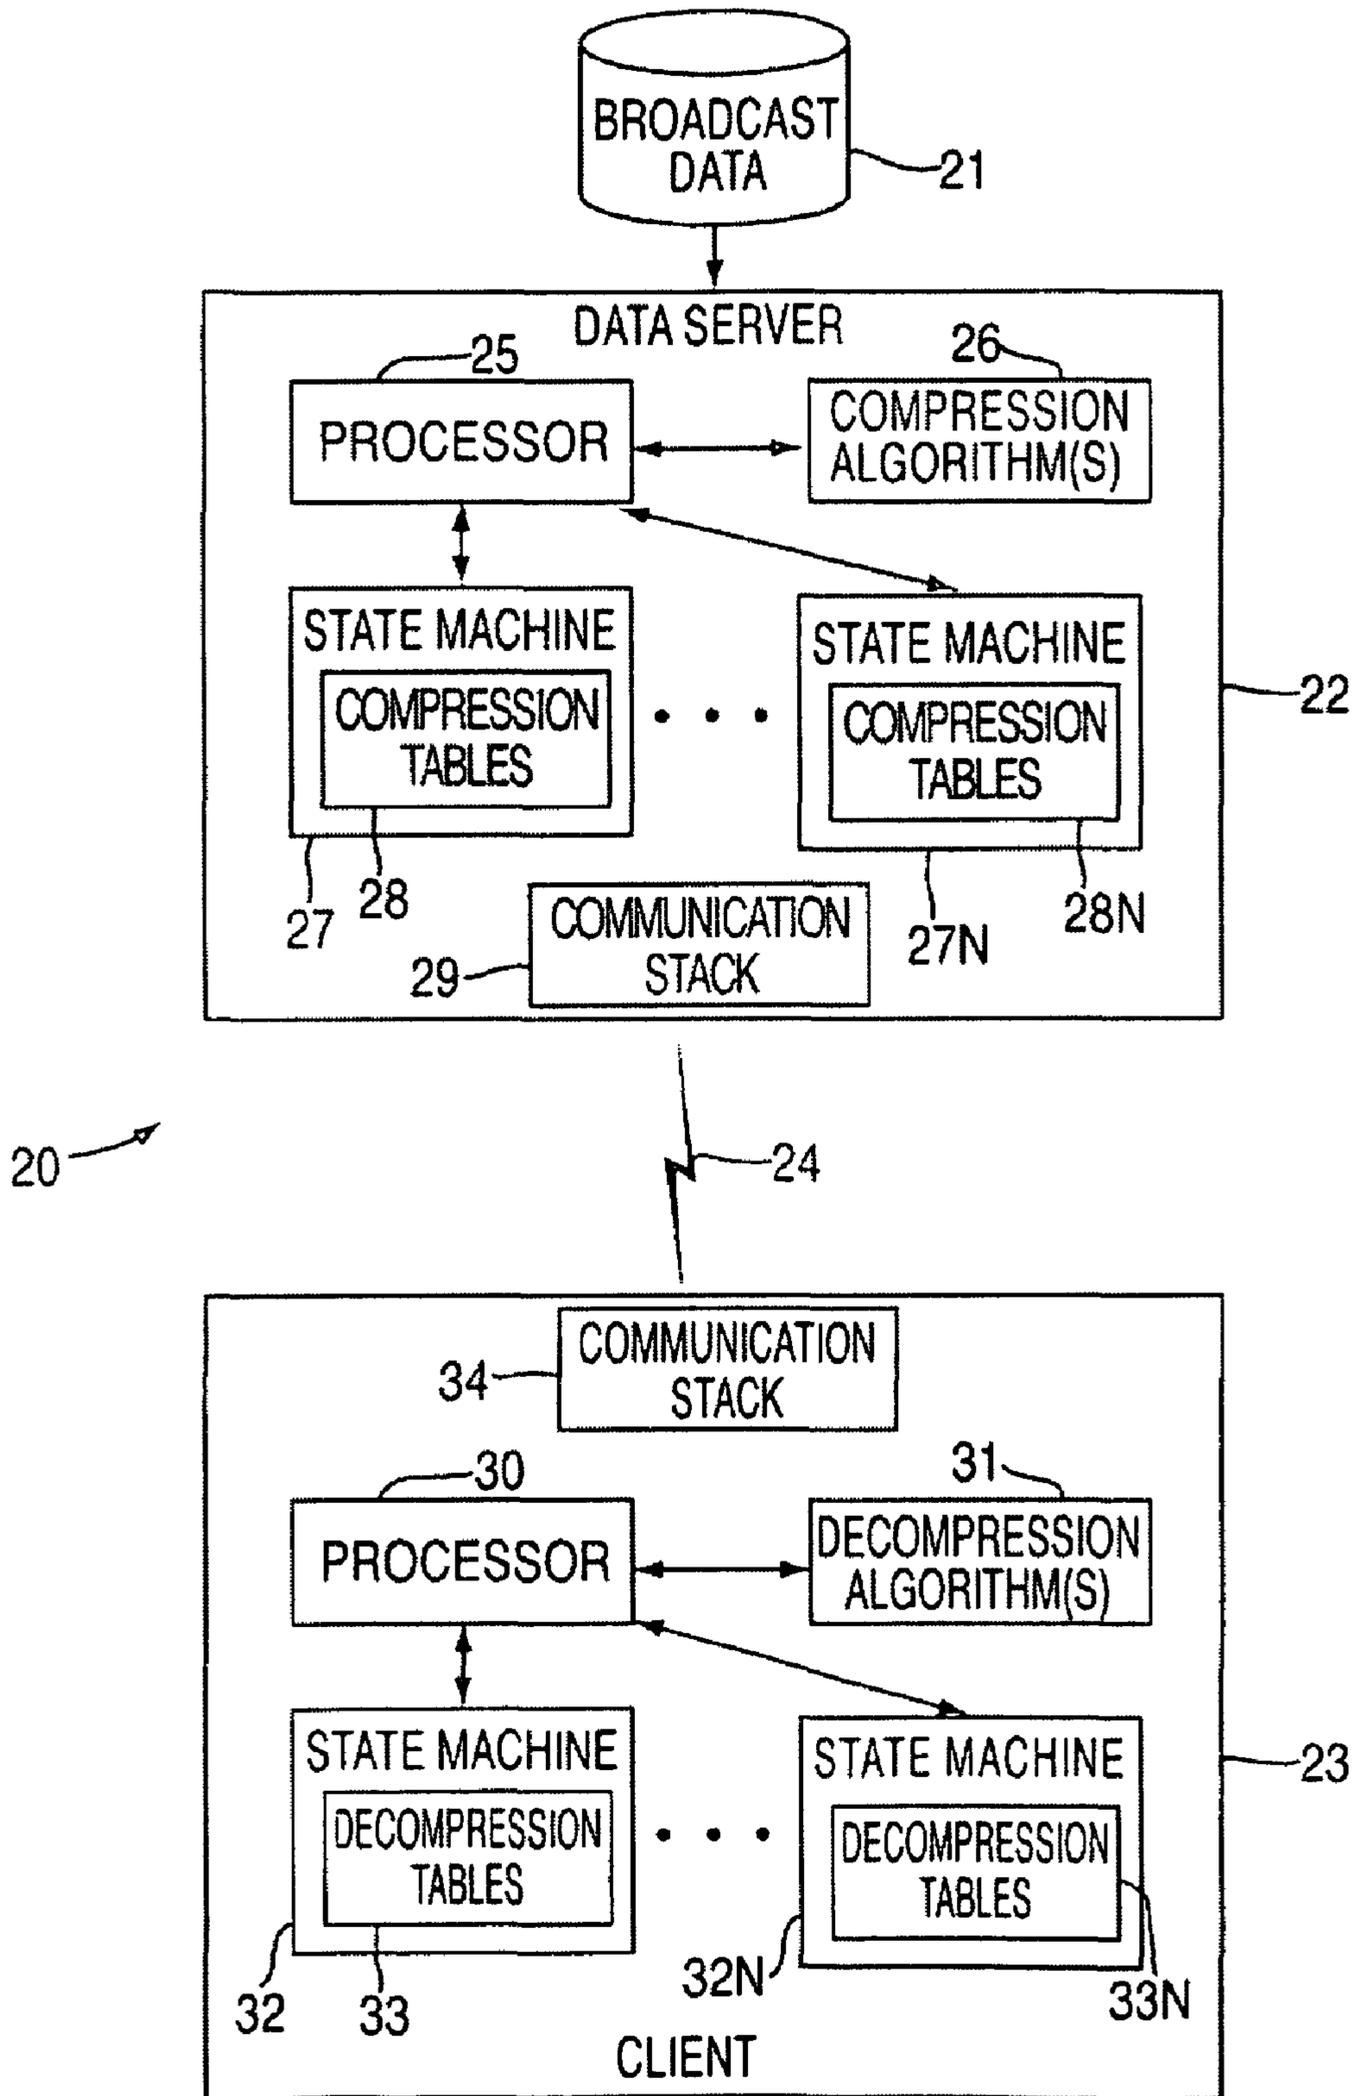 BROADCAST
DATA
21
DATA SERVER
25
26
PROCESSOR
COMPRESSION
ALGORITHM(S)
STATE MACHINE
STATE MACHINE
COMPRESSION
TABLES
COMPRESSION
TABLES
22
27
28
27N
28N
COMMUNICATION
STACK
29
20
24
COMMUNICATION
STACK
34
30
31
PROCESSOR
DECOMPRESSION
ALGORITHM(S)
STATE MACHINE
STATE MACHINE
23
DECOMPRESSION
TABLES
DECOMPRESSION
TABLES
32
33
32N
33N
CLIENT